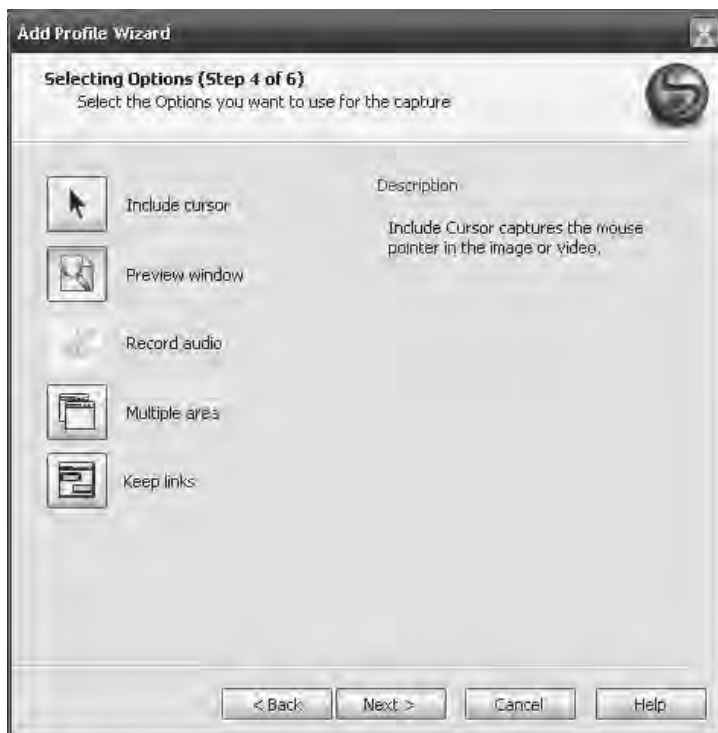 Add Profile Wizard
Selecting Options (Step 4 of 6)
Select the Options you want to use for the capture
Include cursor
Preview window
Record audio
Multiple area
Keep links
Description
Include Cursor captures the mouse
pointer in the image or video.
< Back
Next >
Cancel
Help